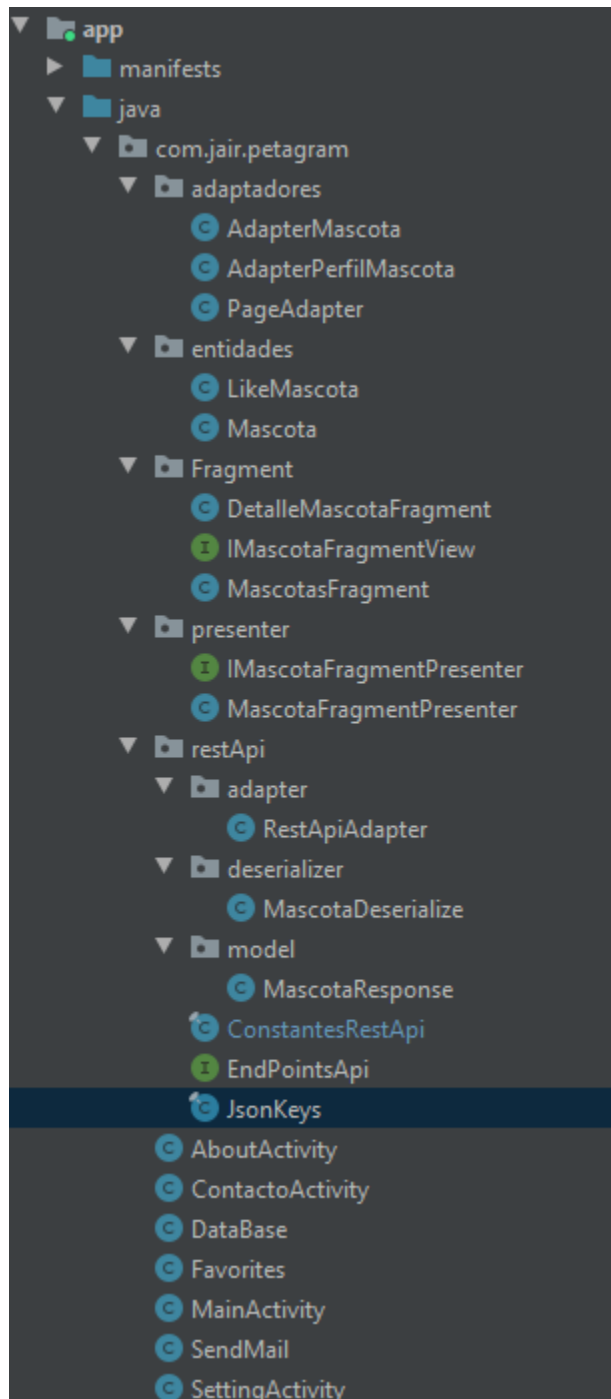 app
manifests
java
com.jair.petagram
adaptadores
AdapterMascota
AdapterPerfilMascota
PageAdapter
entidades
LikeMascota
Mascota
Fragment
DetalleMascotaFragment
IMascotaFragmentView
MascotasFragment
presenter
IMascotaFragmentPresenter
MascotaFragmentPresenter
restApi
adapter
RestApiAdapter
deserializer
MascotaDeserialize
model
MascotaResponse
ConstantesRestApi
EndPointsApi
JsonKeys
AboutActivity
ContactoActivity
DataBase
Favorites
MainActivity
SendMail
SettingActivity